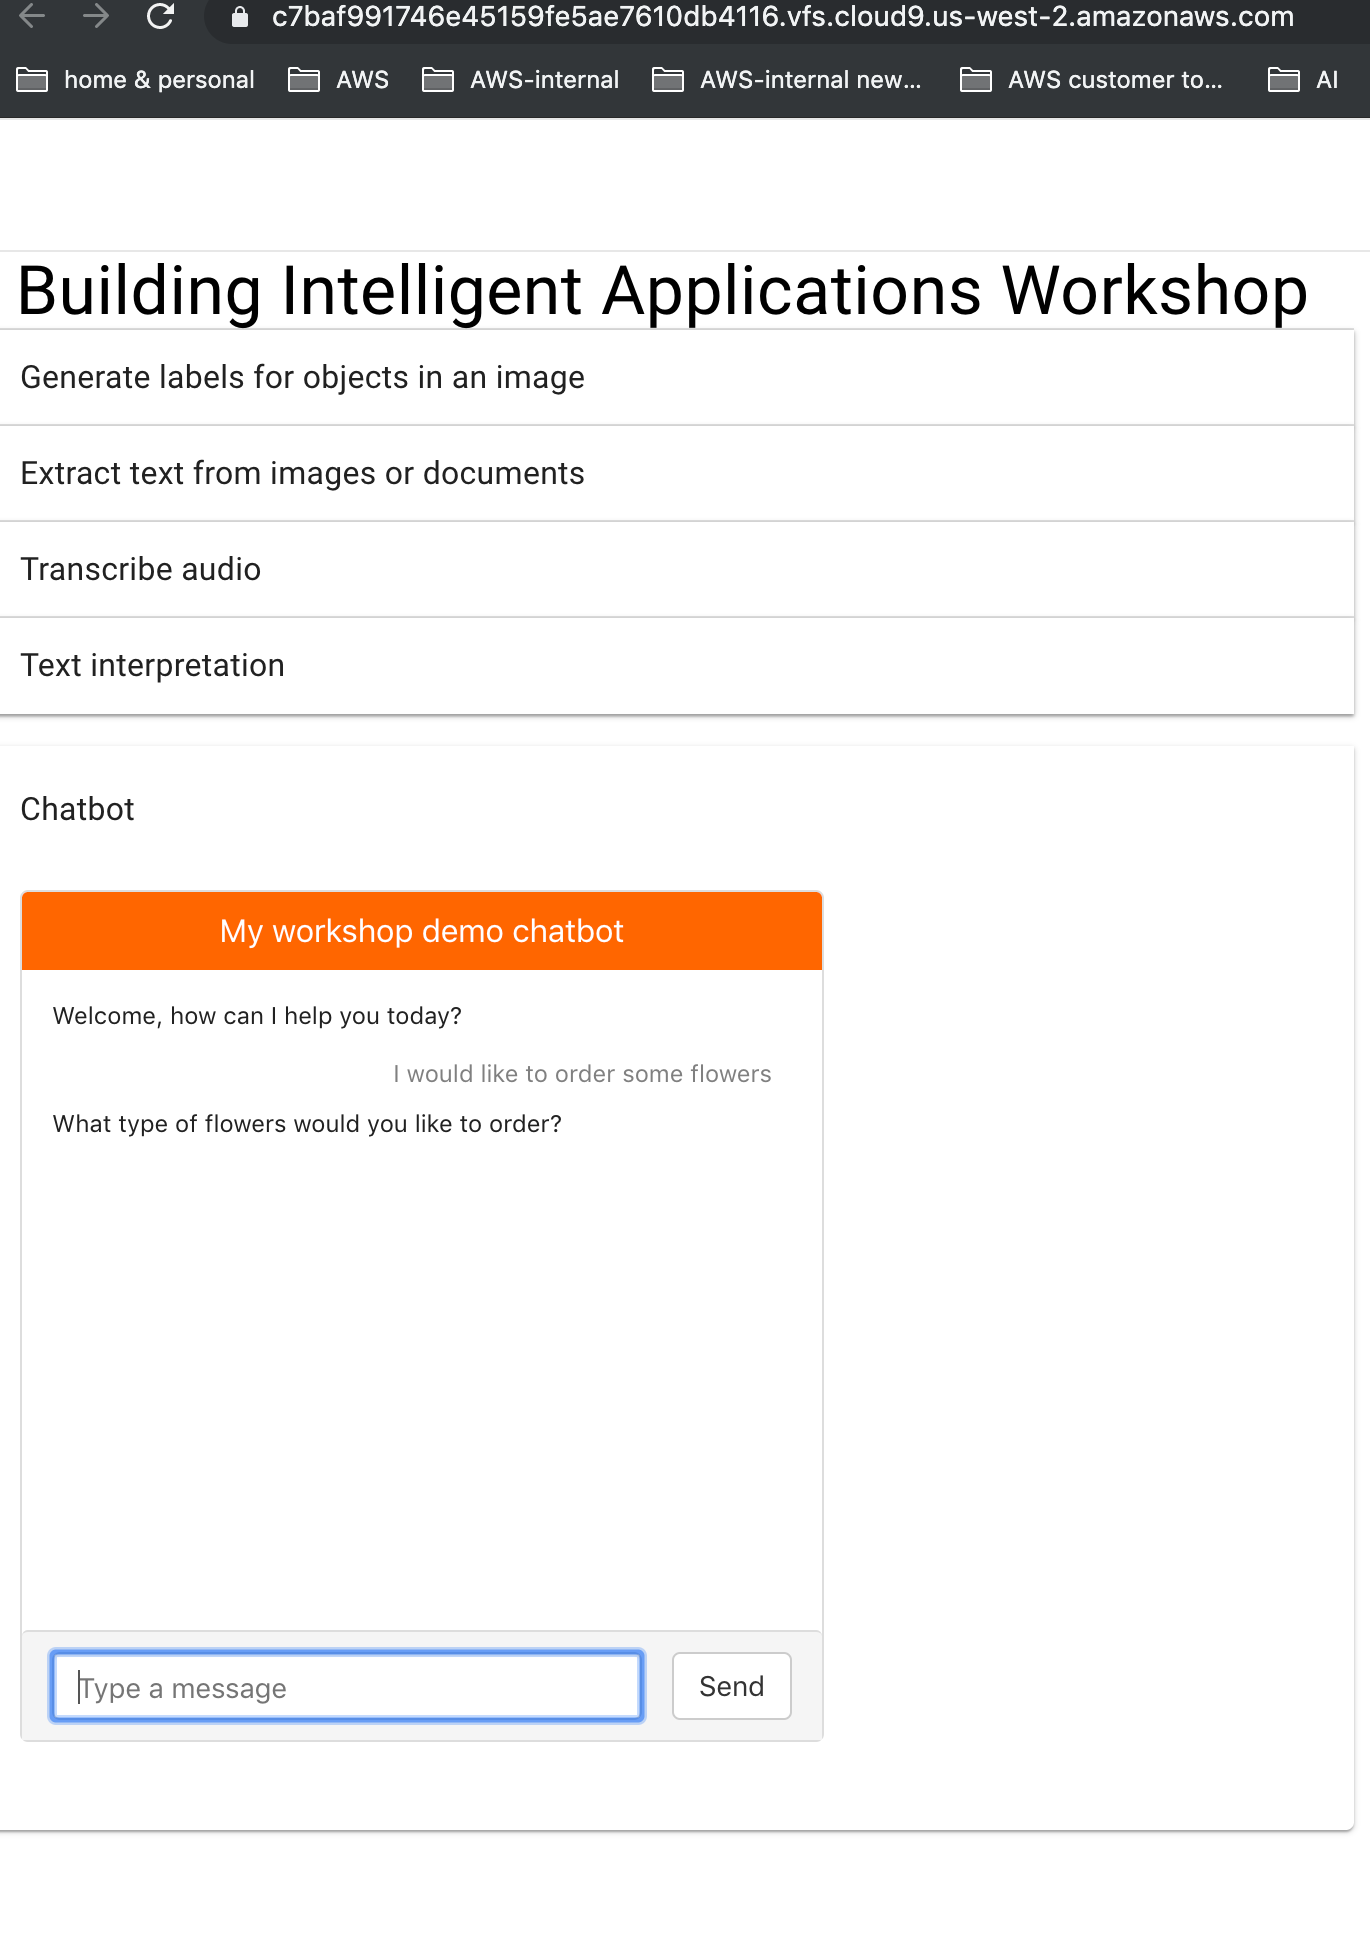 c7baf991746e45159fe5ae7610db4116.vfs.cloud9.us-west-2.amazonaws.com
home & personal AWS AWS-internal AWS-internal new... AWS customer to... AI
Building Intelligent Applications Workshop
Generate labels for objects in an image
Extract text from images or documents
Transcribe audio
Text interpretation
Chatbot
My workshop demo chatbot
Welcome, how can I help you today?
I would like to order some flowers
What type of flowers would you like to order?
Type a message Send